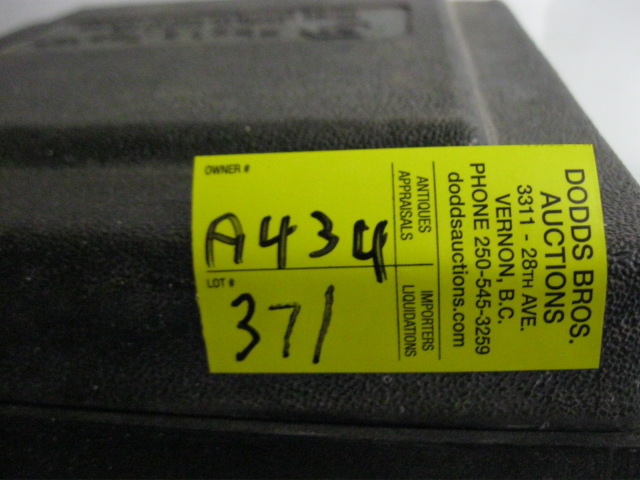 OWNER #
A434
LOT #
371
ANTIQUES
APPRAISALS
IMPORTERS
LIQUIDATIONS
DODDS BROS.
AUCTIONS
3311 - 28TH AVE.
VERNON, B.C.
PHONE 250-545-3259
doddsauctions.com